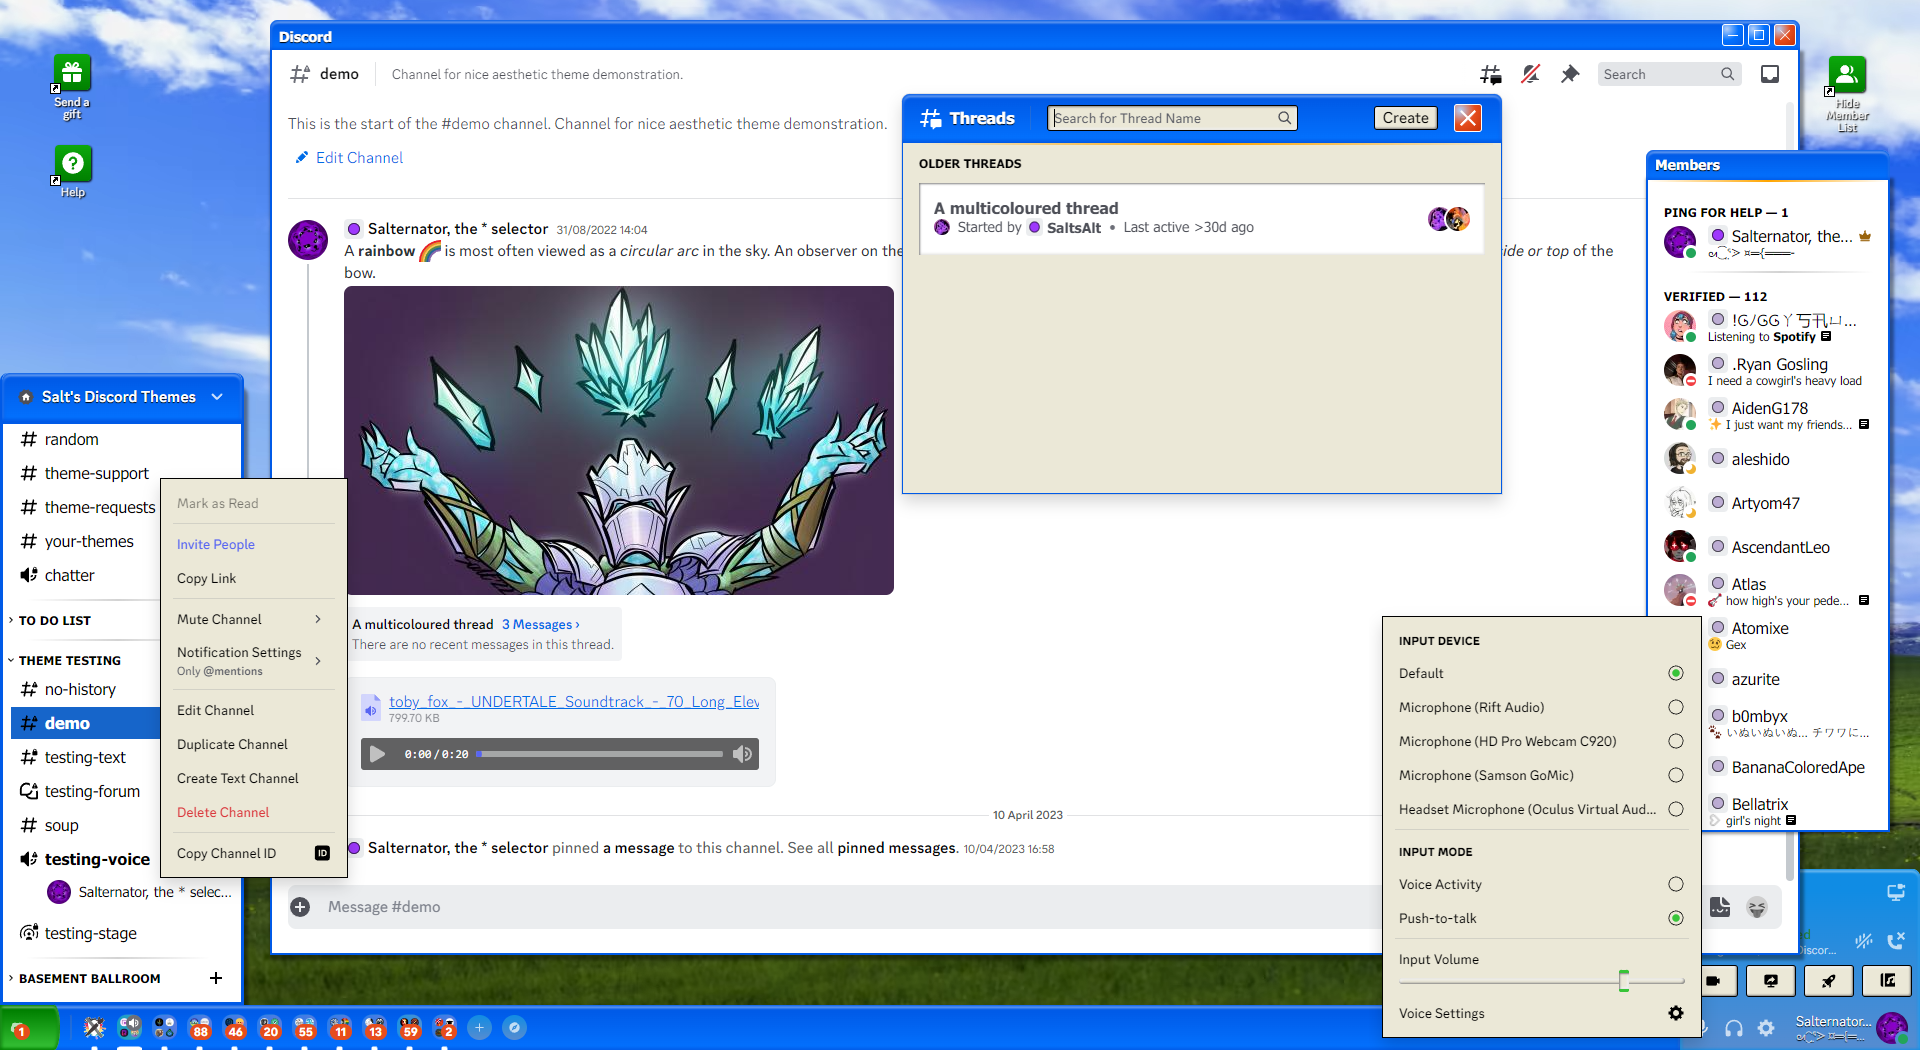 Discord
Send a
gift
Help
demo
Channel for nice aesthetic theme demonstration.
Search
Hide
Member
List
This is the start of the #demo channel. Channel for nice aesthetic theme demonstration.
Edit Channel
Threads
Search for Thread Name
Create
OLDER THREADS
A multicoloured thread
Started by SaltsAlt • Last active >30d ago
Salternator, the * selector 31/08/2022 14:04
A rainbow 🌈 is most often viewed as a circular arc in the sky. An observer on the
ide or top of the
bow.
A multicoloured thread 3 Messages ›
There are no recent messages in this thread.
toby_fox_-_UNDERTALE_Soundtrack_-_70_Long_Elev
799.70 KB
0:00/0:20
10 April 2023
Salternator, the * selector pinned a message to this channel. See all pinned messages. 10/04/2023 16:58
Message #demo
Salt's Discord Themes
random
theme-support
theme-requests
your-themes
chatter
TO DO LIST
THEME TESTING
no-history
demo
testing-text
testing-forum
soup
testing-voice
Salternator, the * selec...
testing-stage
BASEMENT BALLROOM
Mark as Read
Invite People
Copy Link
Mute Channel
Notification Settings
Only @mentions
Edit Channel
Duplicate Channel
Create Text Channel
Delete Channel
Copy Channel ID
ID
Members
PING FOR HELP — 1
Salternator, the...
VERIFIED — 112
Listening to Spotify
.Ryan Gosling
I need a cowgirl's heavy load
AidenG178
✨ I just want my friends...
aleshido
Artyom47
AscendantLeo
Atlas
how high's your pede...
Atomixe
Gex
azurite
b0mbyx
いぬいぬいぬ... チワワに...
BananaColoredApe
Bellatrix
girl's night
INPUT DEVICE
Default
Microphone (Rift Audio)
Microphone (HD Pro Webcam C920)
Microphone (Samson GoMic)
Headset Microphone (Oculus Virtual Aud...
INPUT MODE
Voice Activity
Push-to-talk
Input Volume
Voice Settings
Discor...
1
88
46
20
55
11
13
59
2
Salternator...